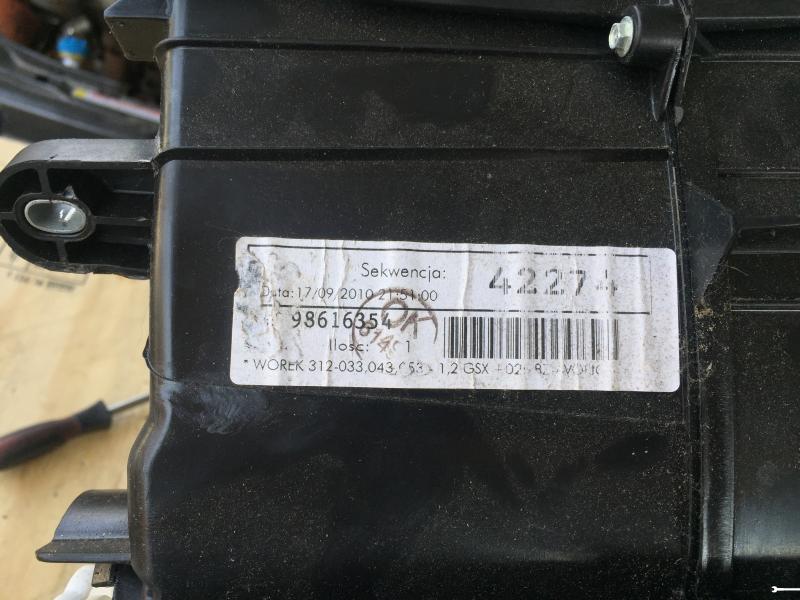 Sekwencja: 42274
Data: 17/09/2010 21:51:00
98616354
OK
Ilosc: 1
* WOREK 312-033,043,053 - 1,2 GSX